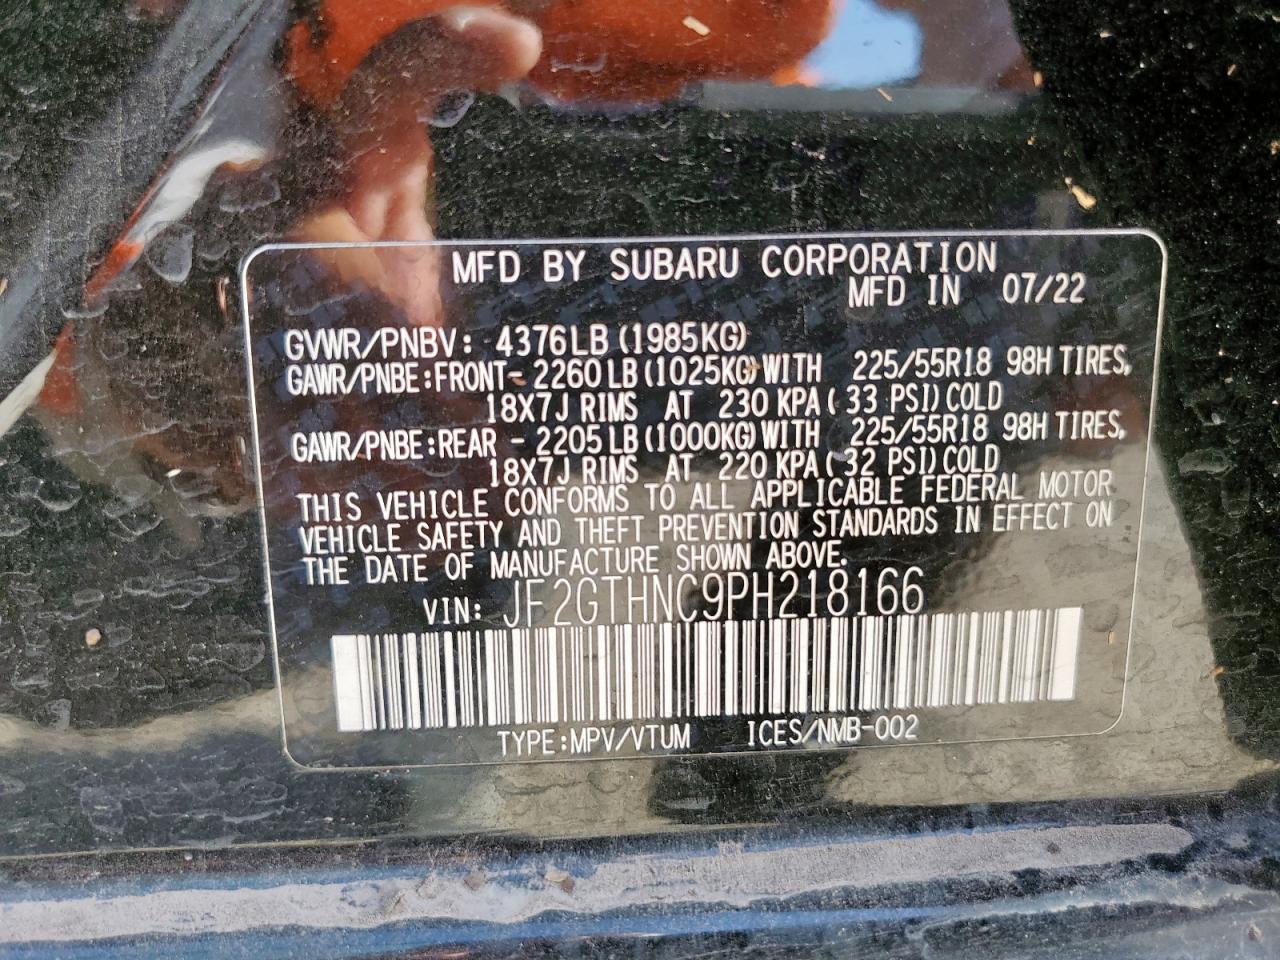 MFD BY SUBARU CORPORATION
MFD IN 07/22
GVWR/PNBV: 4376LB (1985KG)
GAWR/PNBE:FRONT- 2260LB (1025KG) WITH 225/55R18 98H TIRES,
18X7J RIMS AT 230 KPA ( 33 PSI) COLD
GAWR/PNBE:REAR - 2205LB (1000KG) WITH 225/55R18 98H TIRES,
18X7J RIMS AT 220 KPA ( 32 PSI) COLD
THIS VEHICLE CONFORMS TO ALL APPLICABLE FEDERAL MOTOR
VEHICLE SAFETY AND THEFT PREVENTION STANDARDS IN EFFECT ON
THE DATE OF MANUFACTURE SHOWN ABOVE.
VIN: JF2GTHNC9PH218166
TYPE:MPV/VTUM ICES/NMB-002